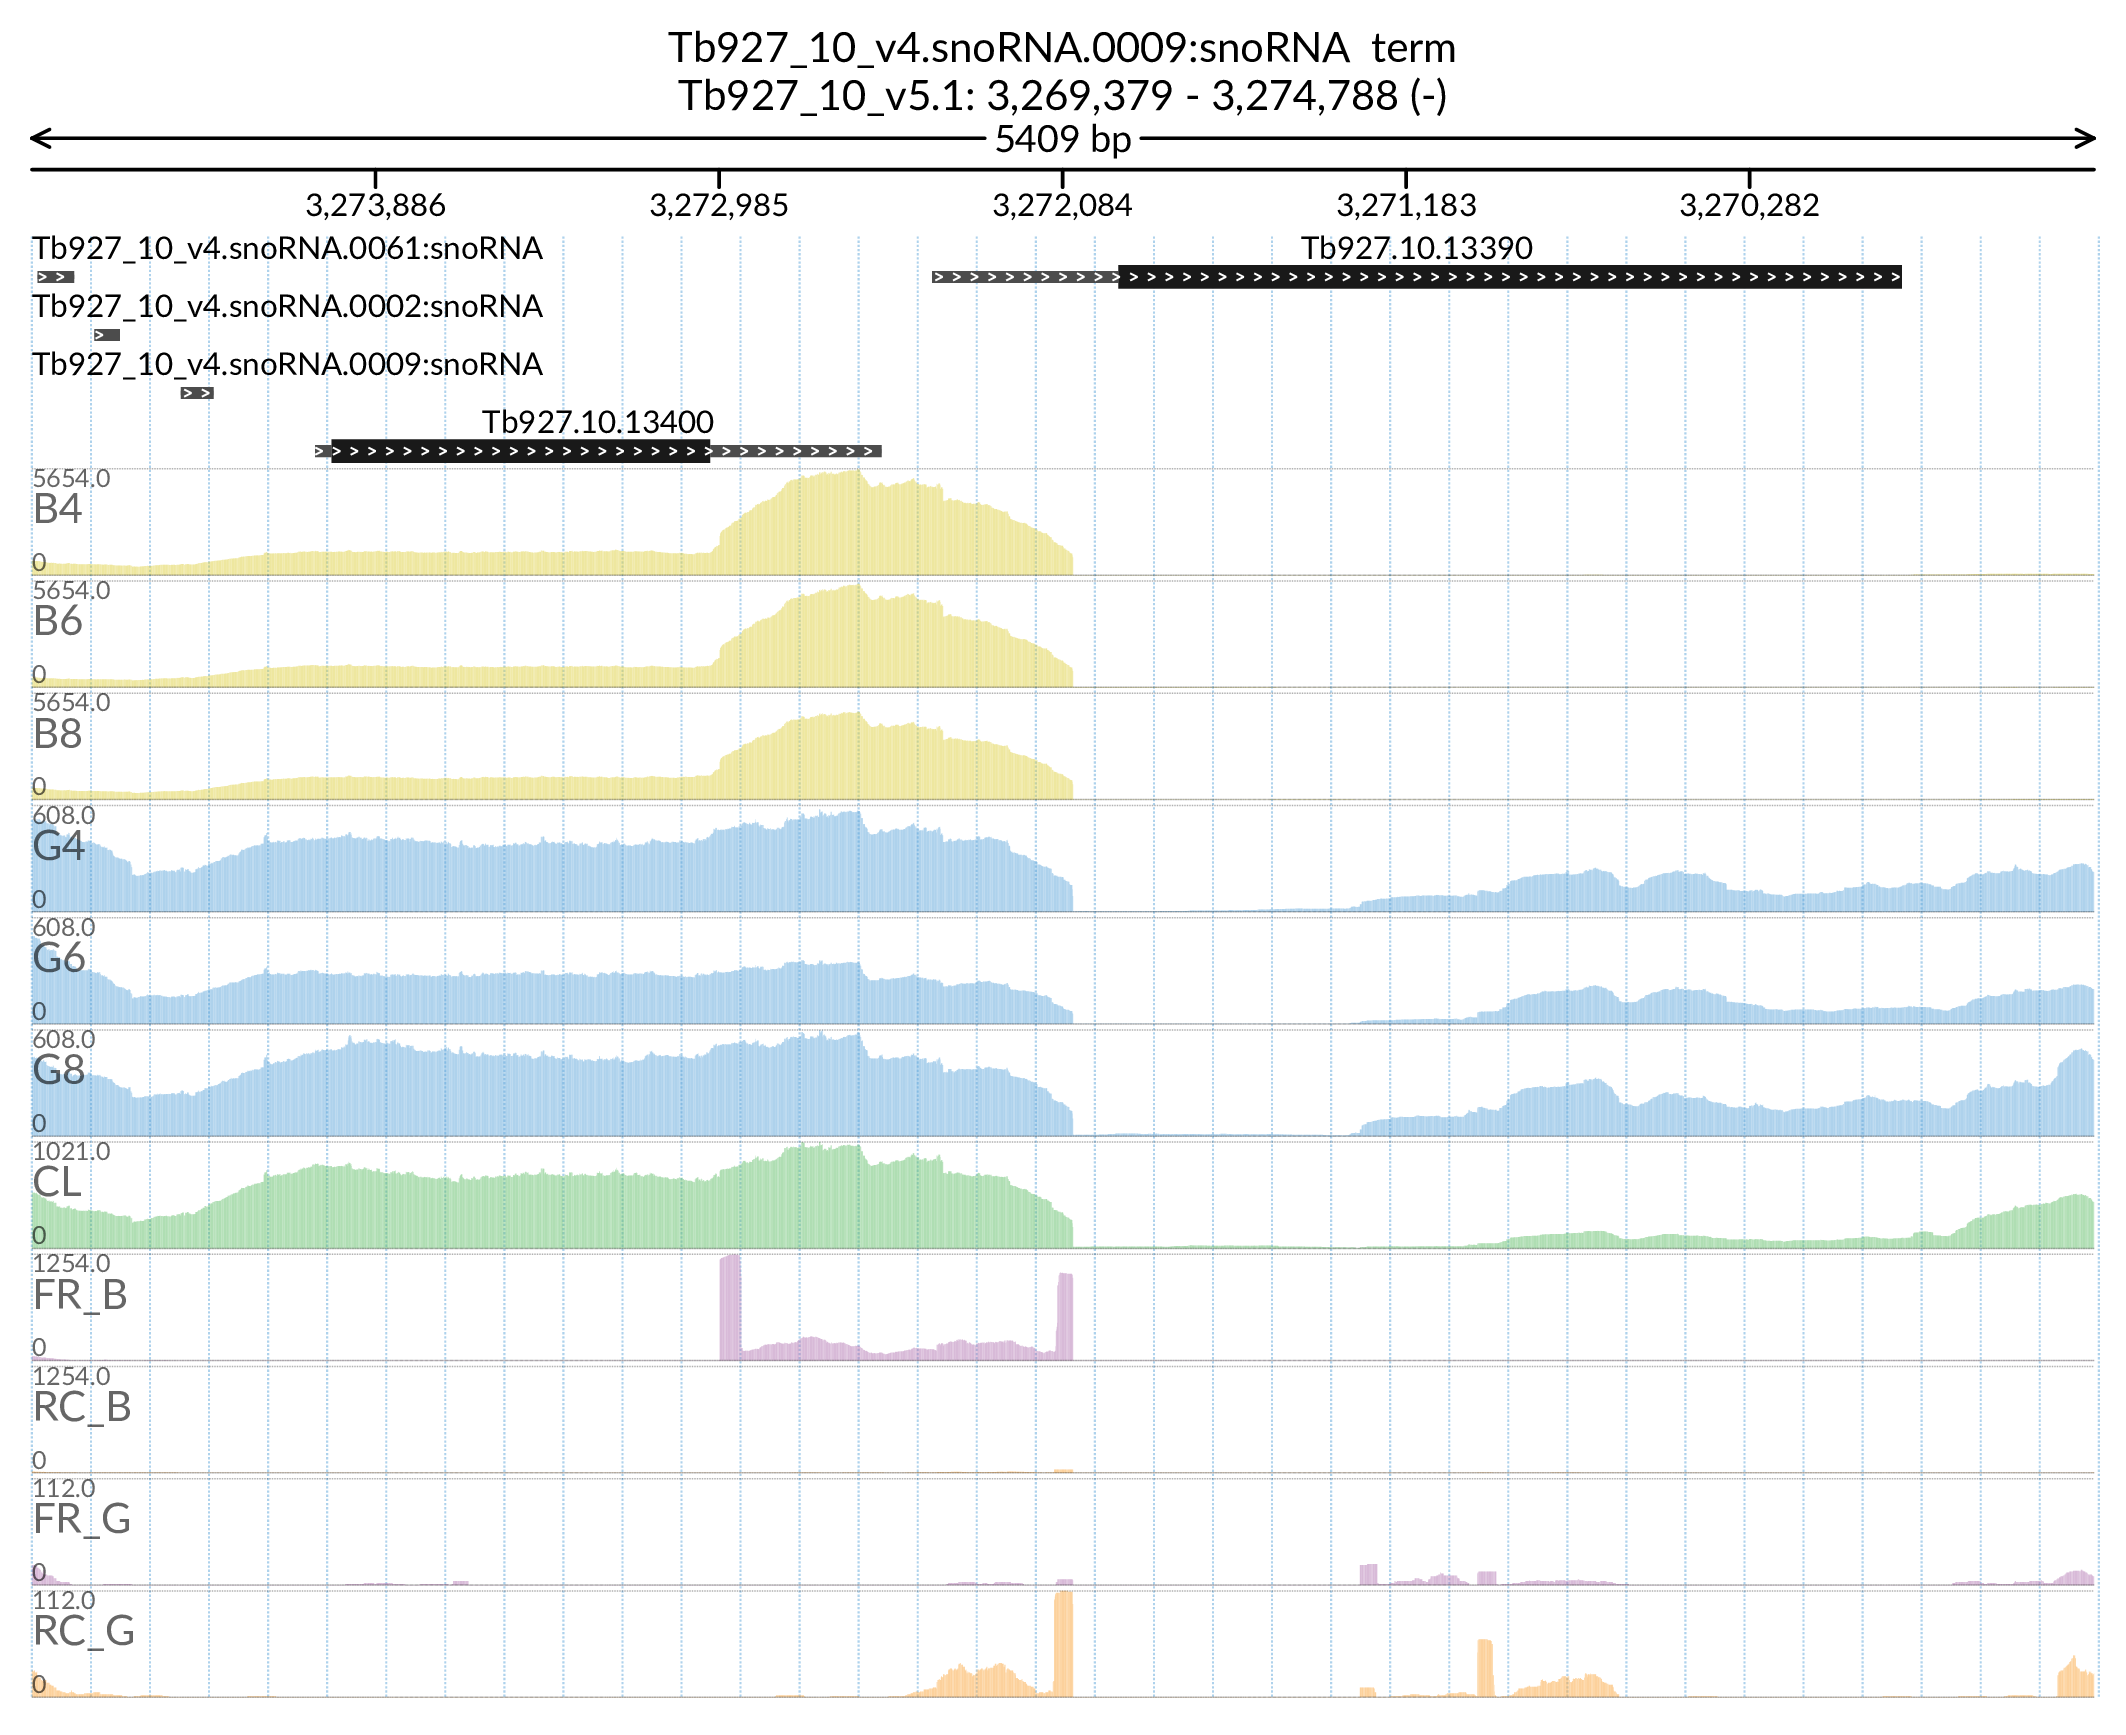 Tb927_10_v4.snoRNA.0009:snoRNA  term
Tb927_10_v5.1: 3,269,379 - 3,274,788 (-)
5409 bp
3,273,886 3,272,985 3,272,084 3,271,183 3,270,282
Tb927_10_v4.snoRNA.0061:snoRNA Tb927.10.13390
Tb927_10_v4.snoRNA.0002:snoRNA
Tb927_10_v4.snoRNA.0009:snoRNA
Tb927.10.13400
5654.0
B4
0
5654.0
B6
0
5654.0
B8
0
608.0
G4
0
608.0
G6
0
608.0
G8
0
1021.0
CL
0
1254.0
FR_B
0
1254.0
RC_B
0
112.0
FR_G
0
112.0
RC_G
0